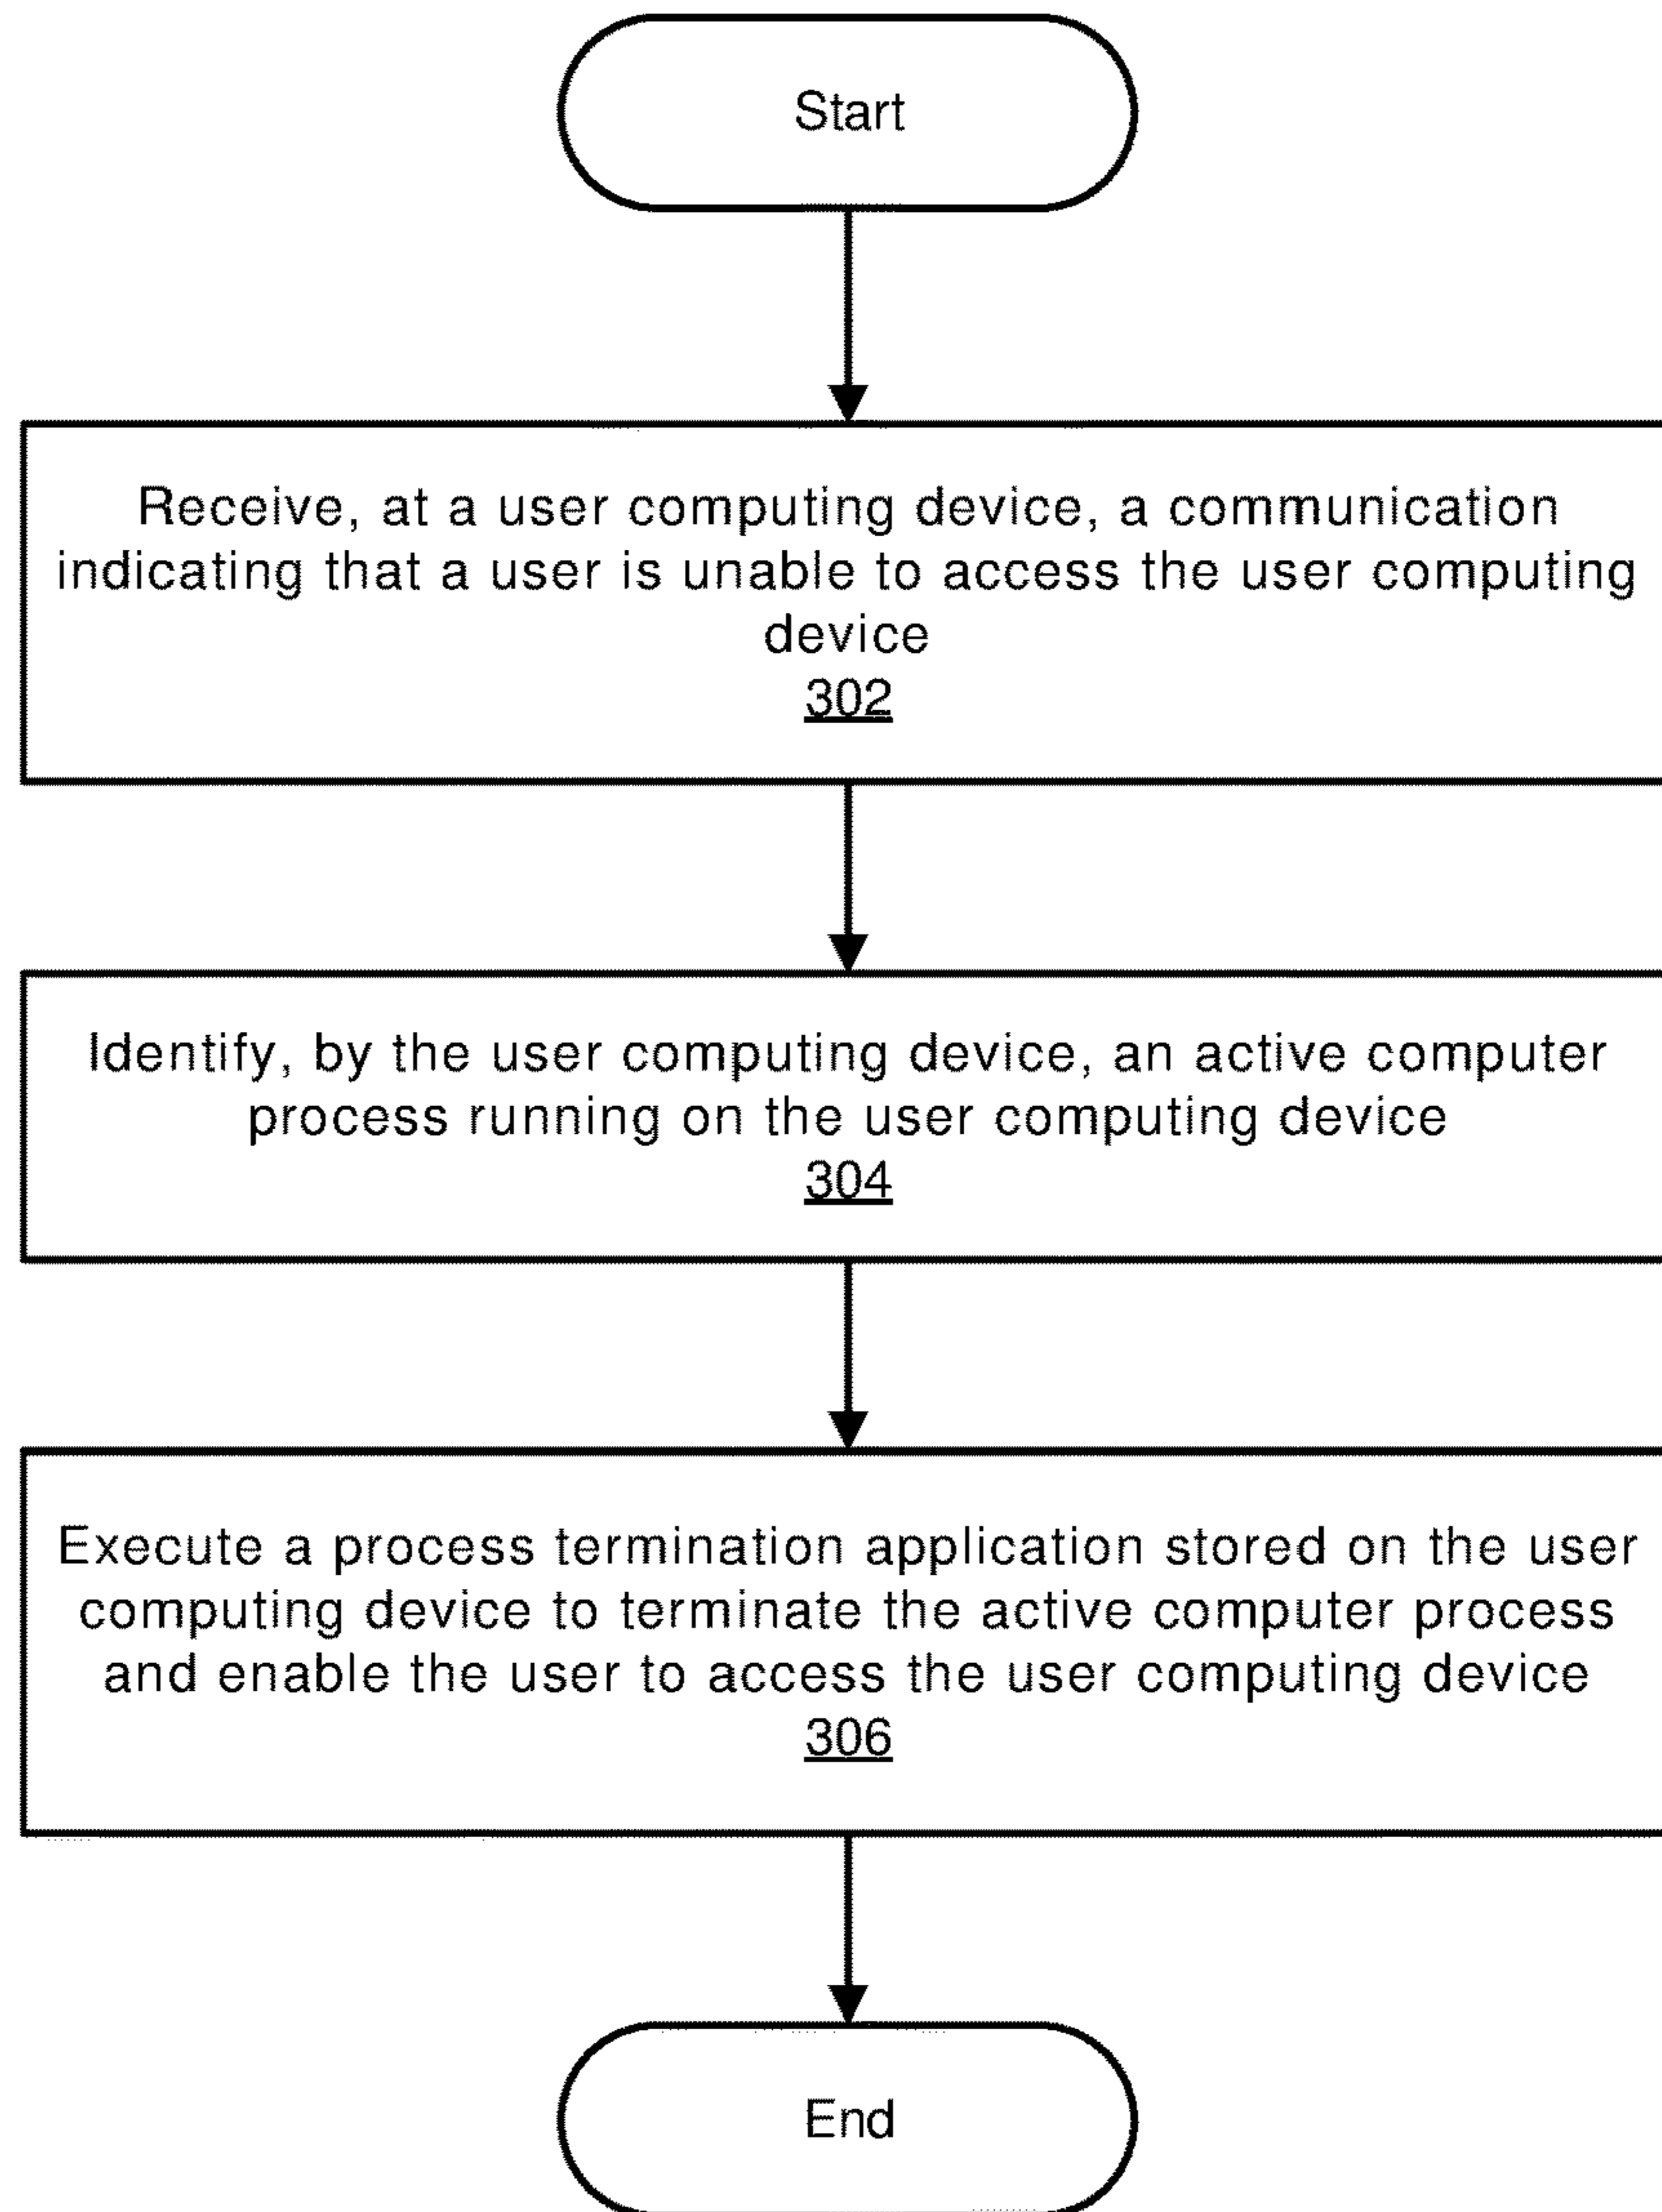 Start
Receive, at a user computing device, a communication
indicating that a user is unable to access the user computing
device
302
Identify, by the user computing device, an active computer
process running on the user computing device
304
Execute a process termination application stored on the user
computing device to terminate the active computer process
and enable the user to access the user computing device
306
End